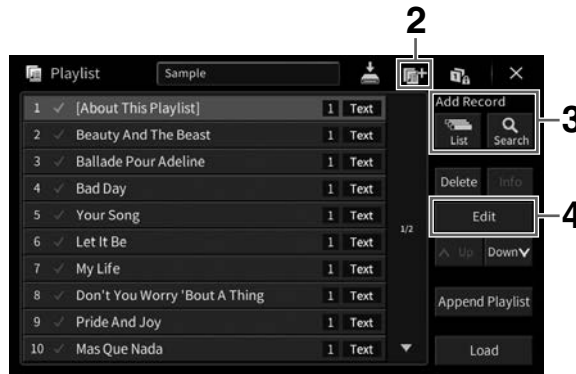 2
Playlist Sample
Add Record
List Search
3
1 [About This Playlist] 1 Text
2 Beauty And The Beast 1 Text
3 Ballade Pour Adeline 1 Text
4 Bad Day 1 Text
5 Your Song 1 Text
6 Let It Be 1 Text
7 My Life 1 Text
8 Don't You Worry 'Bout A Thing 1 Text
9 Pride And Joy 1 Text
10 Mas Que Nada 1 Text
1/2
Delete Info
Edit
4
Up Down
Append Playlist
Load